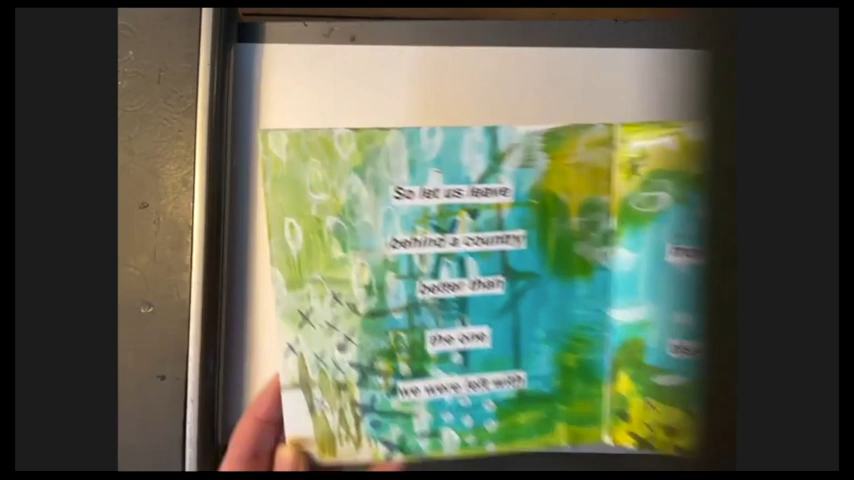 So let us leave
behind a country
better than
the one
we were left with